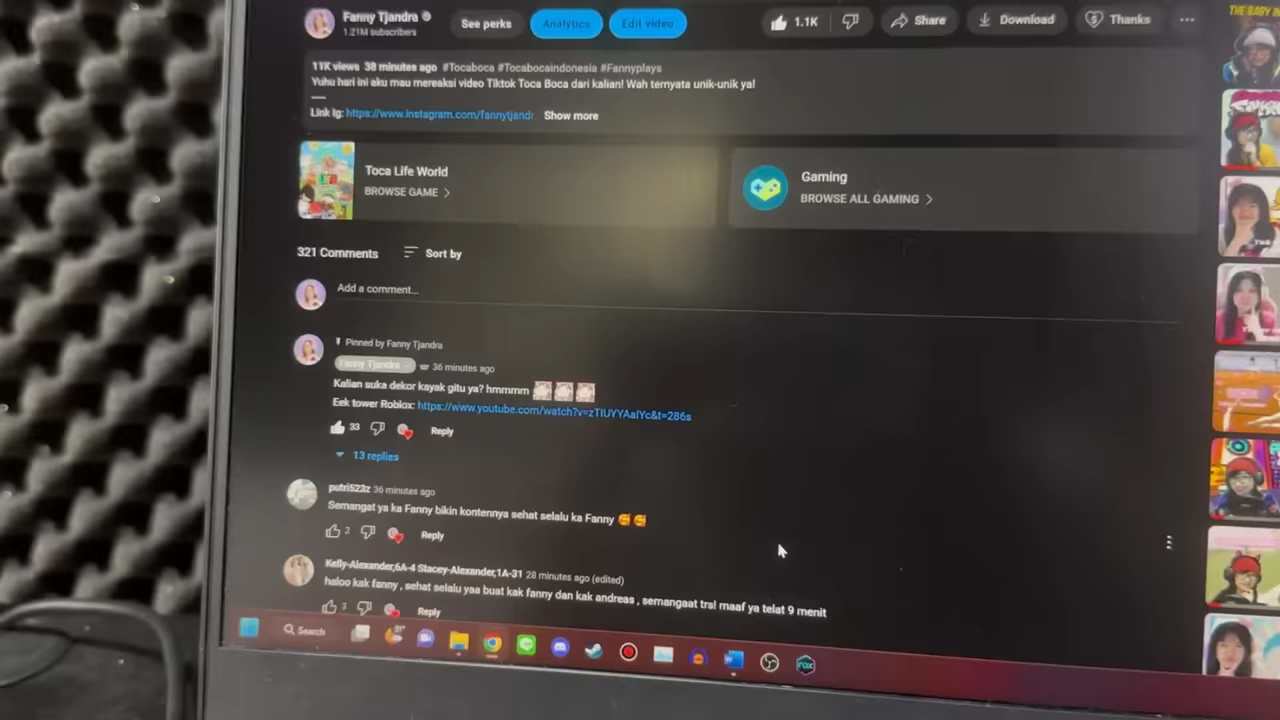 Fanny Tjandra
1.21M subscribers
See perks
Analytics
Edit video
1.1K
Share
Download
Thanks
THE BABY IN
11K views 38 minutes ago #Tocaboca #Tocabocaindonesia #Fannyplays
Yuhu hari ini aku mau mereaksi video Tiktok Toca Boca dari kalian! Wah ternyata unik-unik ya!
Link Ig: https://www.instagram.com/fannytjandr
Show more
Toca Life World
BROWSE GAME
Gaming
BROWSE ALL GAMING
321 Comments
Sort by
Add a comment...
Pinned by Fanny Tjandra
Fanny Tjandra
36 minutes ago
Kalian suka dekor kayak gitu ya? hmmmm
Eek tower Roblox: https://www.youtube.com/watch?v=zTIUYYAaIYc&t=286s
33
Reply
13 replies
putri523z 36 minutes ago
Semangat ya ka Fanny bikin kontennya sehat selalu ka Fanny 🥰🥰
2
Reply
Kelly-Alexander,6A-4 Stacey-Alexander,1A-31 28 minutes ago (edited)
haloo kak fanny , sehat selalu yaa buat kak fanny dan kak andreas , semangaat trs! maaf ya telat 9 menit
3
Reply
Search